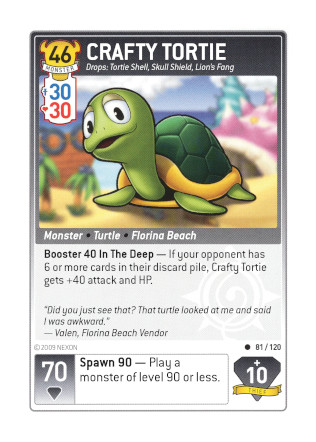 46
MONSTER
CRAFTY TORTIE
Drops: Tortie Shell, Skull Shield, Lion's Fang
30
30
Monster • Turtle • Florina Beach
Booster 40 In The Deep — If your opponent has
6 or more cards in their discard pile, Crafty Tortie
gets +40 attack and HP.
"Did you just see that? That turtle looked at me and said
I was awkward."
— Valen, Florina Beach Vendor
© 2009 NEXON
● 81 / 120
70
Spawn 90 — Play a
monster of level 90 or less.
+
10
THIEF